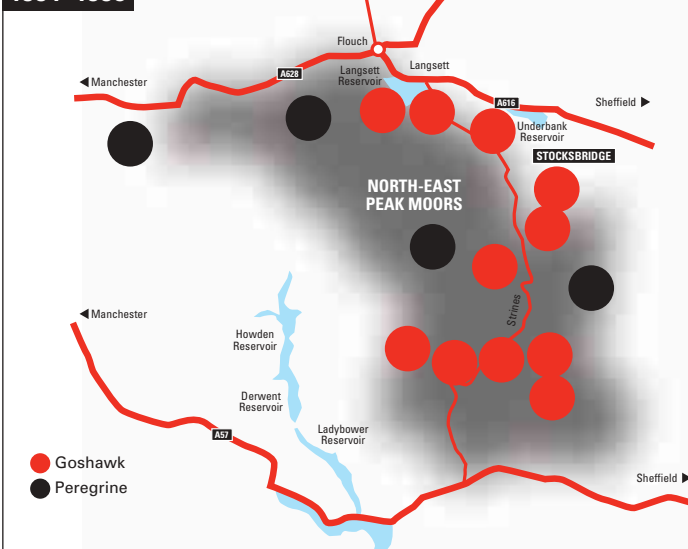 Flouch
Langsett
Langsett
Reservoir
A628
Manchester
A616
Sheffield
Underbank
Reservoir
STOCKSBRIDGE
NORTH-EAST
PEAK MOORS
Strines
Manchester
Howden
Reservoir
Derwent
Reservoir
Ladybower
Reservoir
A57
Goshawk
Peregrine
Sheffield